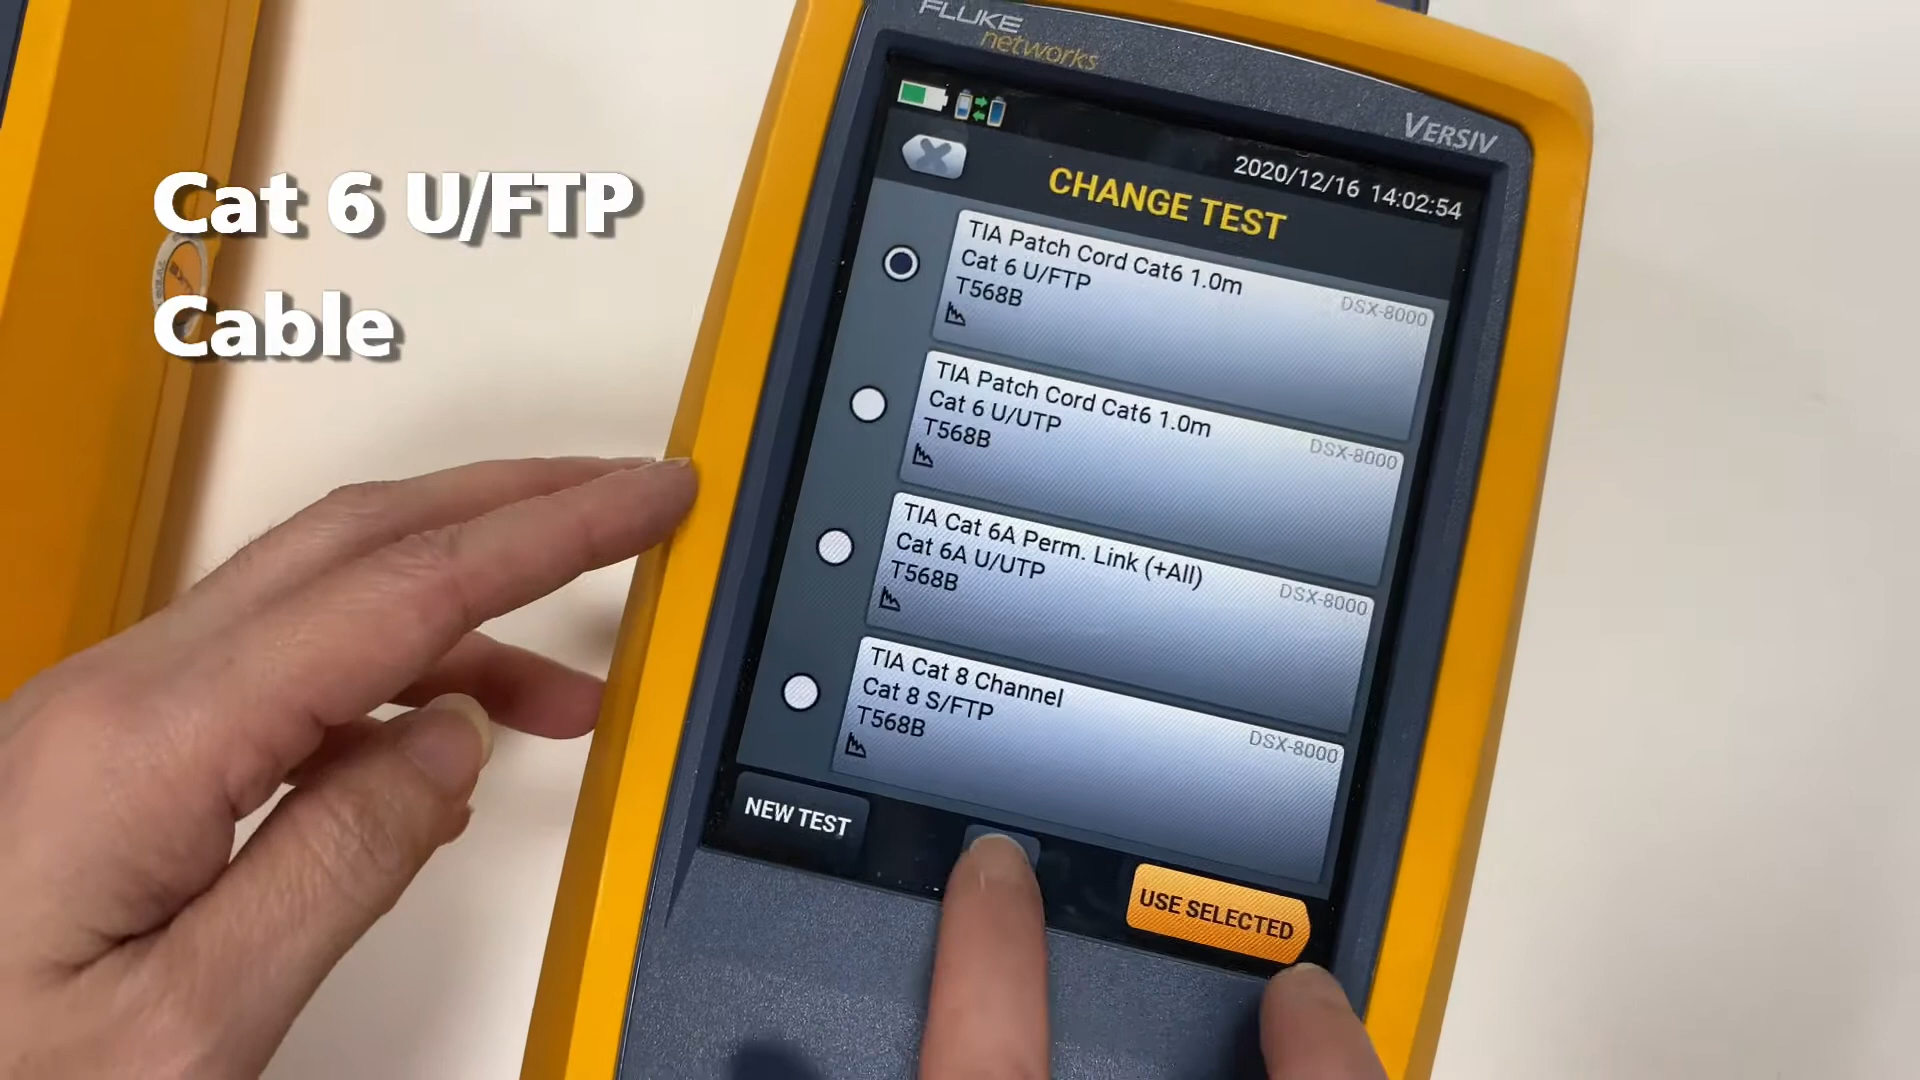 FLUKE
networks
VERSIV
2020/12/16 14:02:54
CHANGE TEST
Cat 6 U/FTP
Cable
TIA Patch Cord Cat6 1.0m
Cat 6 U/FTP
DSX-8000
T568B
TIA Patch Cord Cat6 1.0m
Cat 6 U/UTP
DSX-8000
T568B
TIA Cat 6A Perm. Link (+All)
Cat 6A U/UTP
DSX-8000
T568B
TIA Cat 8 Channel
Cat 8 S/FTP
DSX-8000
T568B
NEW TEST
USE SELECTED